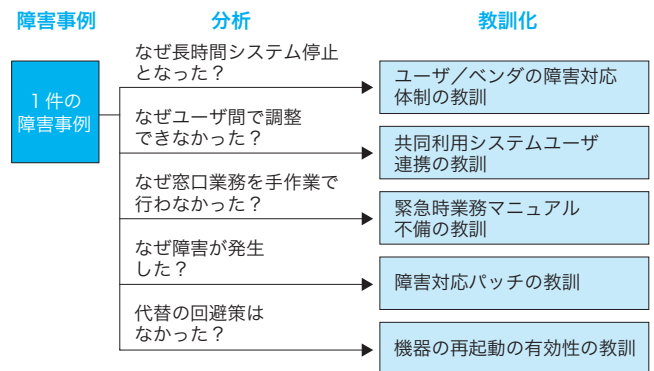 障害事例
分析
教訓化
1件の
障害事例
なぜ長時間システム停止
となった？
ユーザ／ベンダの障害対応
体制の教訓
なぜユーザ間で調整
できなかった？
共同利用システムユーザ
連携の教訓
なぜ窓口業務を手作業で
行わなかった？
緊急時業務マニュアル
不備の教訓
なぜ障害が発生
した？
障害対応パッチの教訓
代替の回避策は
なかった？
機器の再起動の有効性の教訓